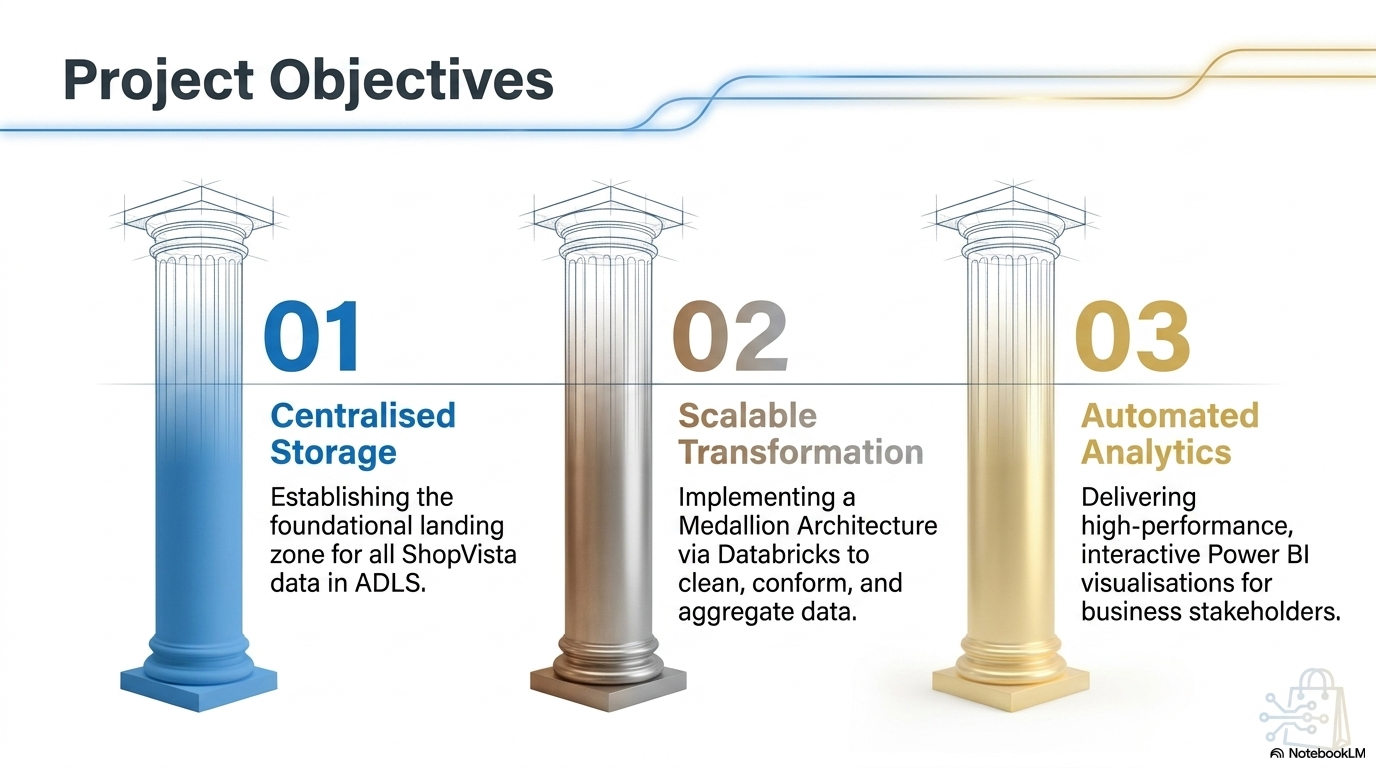 Project Objectives
01
Centralised
Storage
Establishing the
foundational landing
zone for all ShopVista
data in ADLS.
02
Scalable
Transformation
Implementing a
Medallion Architecture
via Databricks to
clean, conform, and
aggregate data.
03
Automated
Analytics
Delivering
high-performance,
interactive Power BI
visualisations for
business stakeholders.
NotebookLM